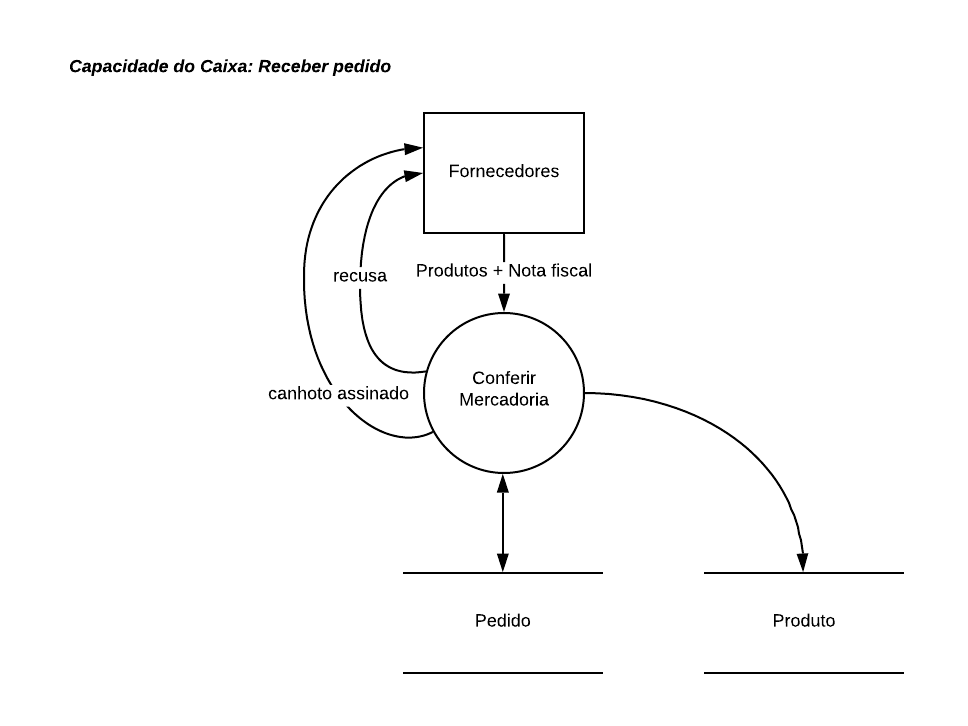 Capacidade do Caixa: Receber pedido
Fornecedores
recusa
Produtos + Nota fiscal
Conferir
Mercadoria
canhoto assinado
Pedido
Produto